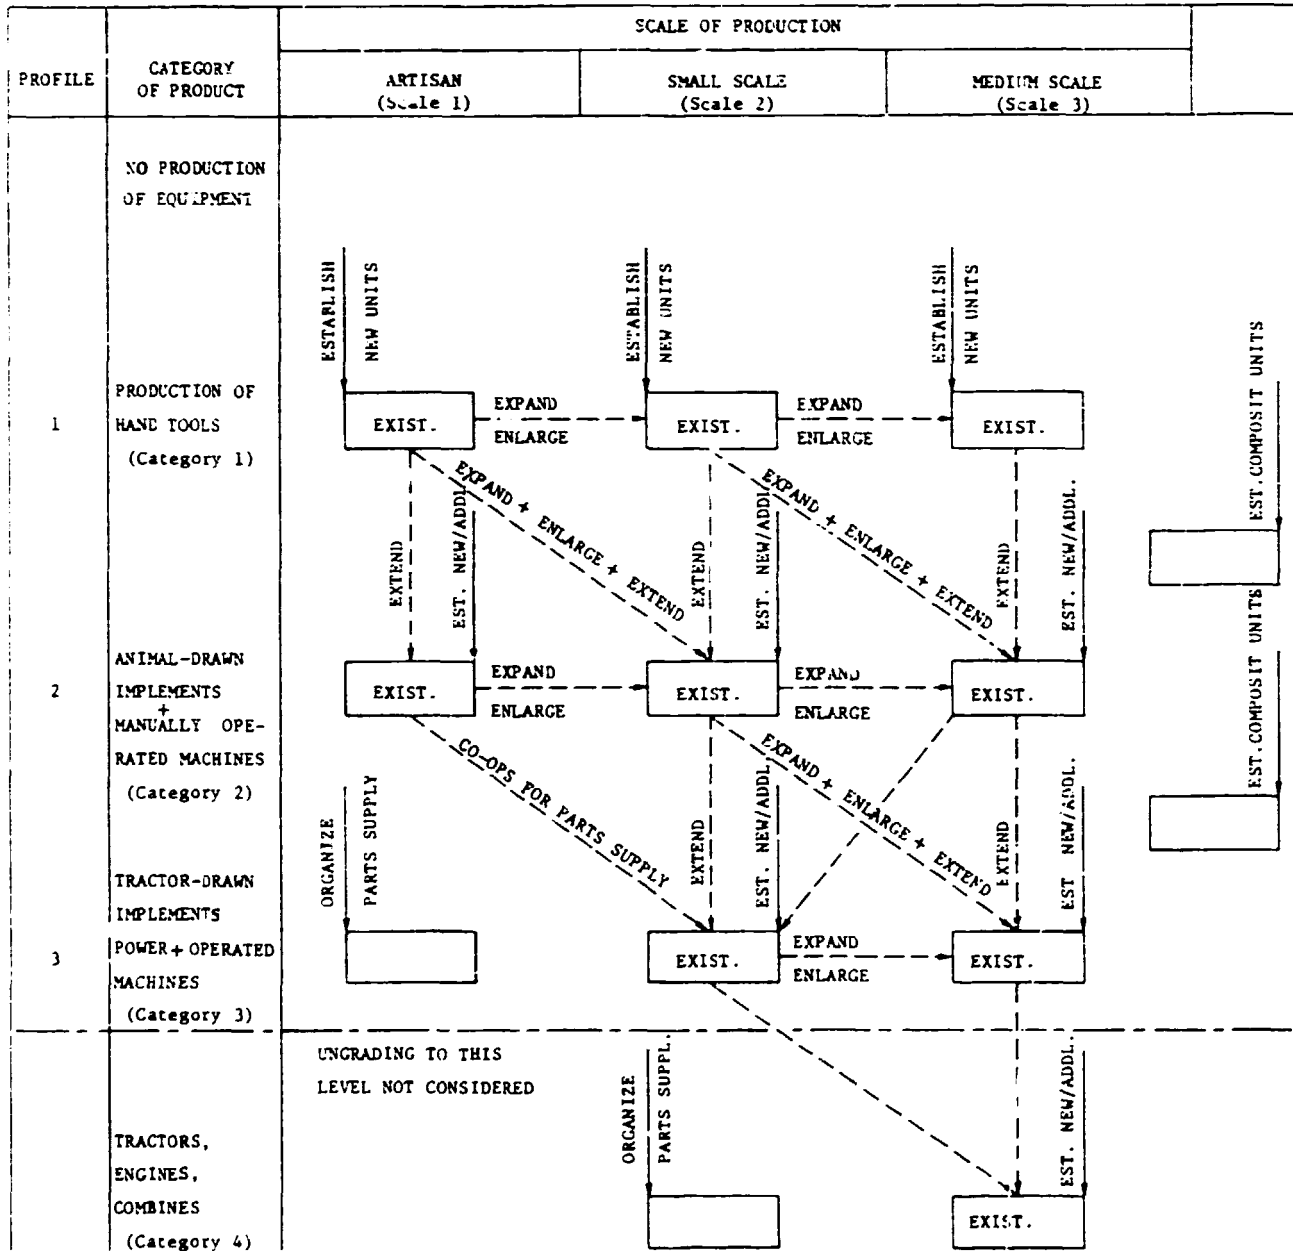 SCALE OF PRODUCTION
PROFILE
CATEGORY
OF PRODUCT
ARTISAN
(Scale 1)
SMALL SCALE
(Scale 2)
MEDIUM SCALE
(Scale 3)
NO PRODUCTION
OF EQUIPMENT
ESTABLISH
NEW UNITS
ESTABLISH
NEW UNITS
ESTABLISH
NEW UNITS
EST.COMPOSIT UNITS
1
PRODUCTION OF
HAND TOOLS
(Category 1)
EXIST.
EXPAND
ENLARGE
EXIST.
EXPAND
ENLARGE
EXIST.
EXTEND
EXPAND + ENLARGE + EXTEND
EST. NEW/ADDL.
EXTEND
EXPAND + ENLARGE + EXTEND
EST. NEW/ADDL
EXTEND
EST. NEW/ADDL.
EST.COMPOSIT UNITS
2
ANIMAL-DRAWN
IMPLEMENTS
+
MANUALLY OPE-
RATED MACHINES
(Category 2)
EXIST.
EXPAND
ENLARGE
EXIST.
EXPAND
ENLARGE
EXIST.
ORGANIZE
PARTS SUPPLY
CO-OPS FOR PARTS SUPPLY
EXTEND
EST. NEW/ADDL.
EXPAND + ENLARGE + EXTEND
EXTEND
EST NEW/ADDL.
3
TRACTOR-DRAWN
IMPLEMENTS
POWER+OPERATED
MACHINES
(Category 3)
EXIST.
EXPAND
ENLARGE
EXIST.
UNGRADING TO THIS
LEVEL NOT CONSIDERED
ORGANIZE
PARTS SUPPL.
EST. NEW/ADDL.
TRACTORS,
ENGINES,
COMBINES
(Category 4)
EXIST.